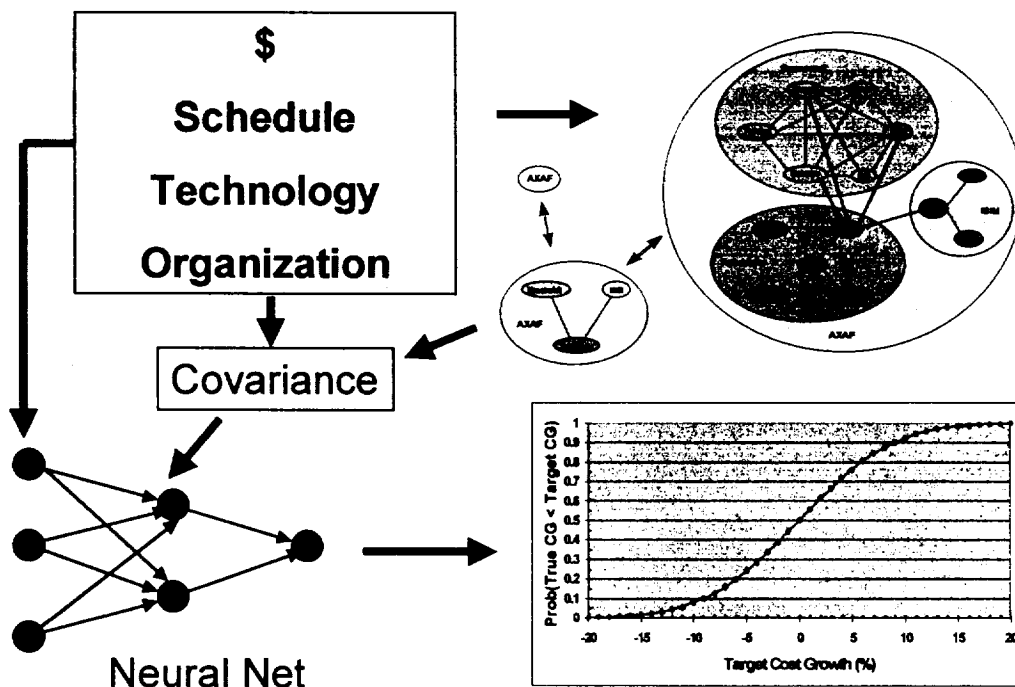 $
Schedule
Technology
Organization
AXAF
AXAF
AXAF
Covariance
Neural Net
Prob(True CG < Target CG)
1
0.9
0.8
0.7
0.6
0.5
0.4
0.3
0.2
0.1
0
-20 -15 -10 -5 0 5 10 15 20
Target Cost Growth (%)